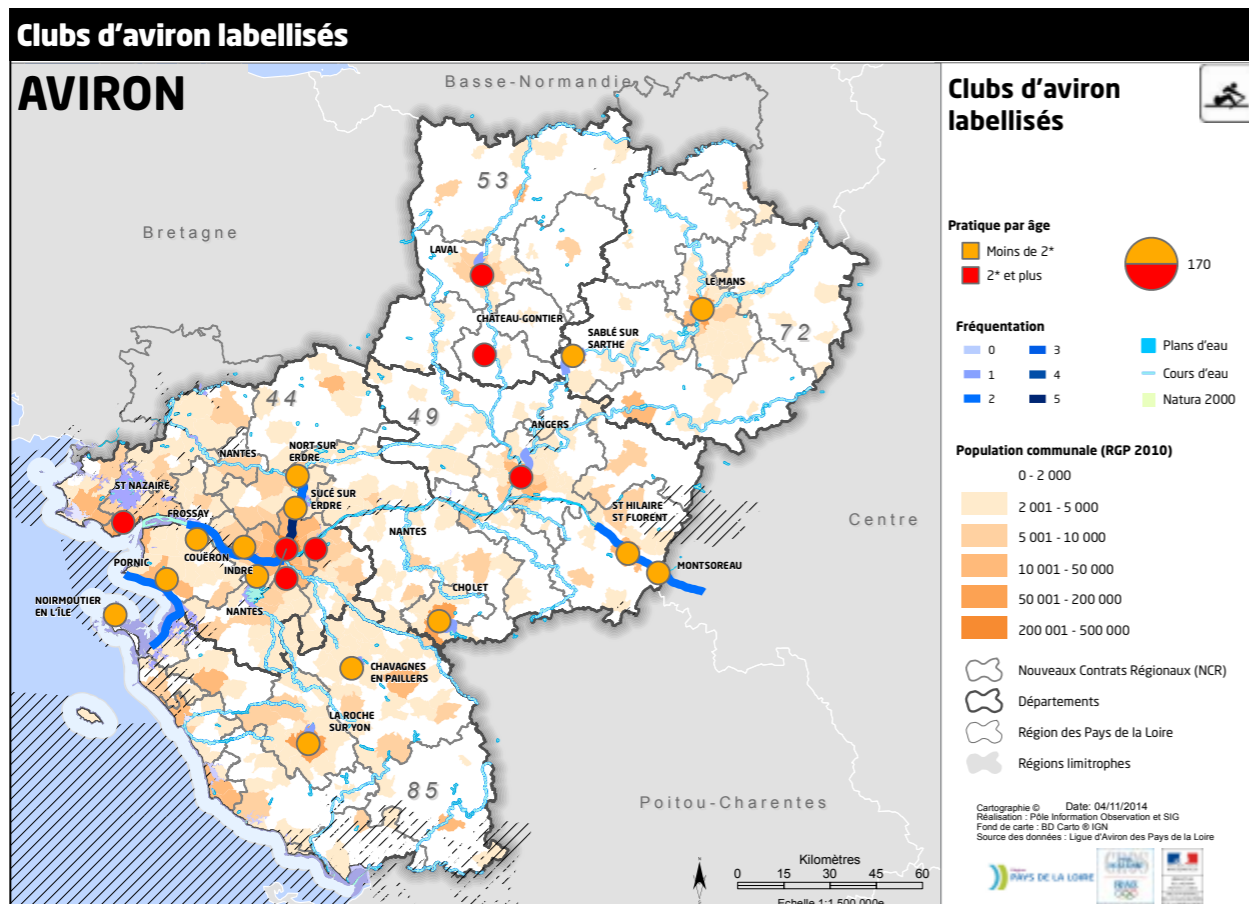 Clubs d'aviron labellisés
AVIRON
Basse-Normandie
Bretagne
Centre
Poitou-Charentes
53
72
44
49
85
LAVAL
LE MANS
CHÂTEAU-GONTIER
SABLÉ SUR
SARTHE
ANGERS
NORT SUR
ERDRE
NANTES
SUCÉ SUR
ERDRE
ST NAZAIRE
FROSSAY
ST HILAIRE
ST FLORENT
NANTES
COUËRON
PORNIC
INDRE
MONTSOREAU
CHOLET
NOIRMOUTIER
EN L'ÎLE
NANTES
CHAVAGNES
EN PAILLERS
LA ROCHE
SUR YON
N
Kilomètres
0 15 30 45 60
Echelle 1:1 500 000e
Clubs d'aviron
labellisés
Pratique par âge
Moins de 2*
2* et plus
170
Fréquentation
0
1
2
3
4
5
Plans d'eau
Cours d'eau
Natura 2000
Population communale (RGP 2010)
0 - 2 000
2 001 - 5 000
5 001 - 10 000
10 001 - 50 000
50 001 - 200 000
200 001 - 500 000
Nouveaux Contrats Régionaux (NCR)
Départements
Région des Pays de la Loire
Régions limitrophes
Cartographie © Date: 04/11/2014
Réalisation : Pôle Information Observation et SIG
Fond de carte : BD Carto ® IGN
Source des données : Ligue d'Aviron des Pays de la Loire
PAYS DE LA LOIRE